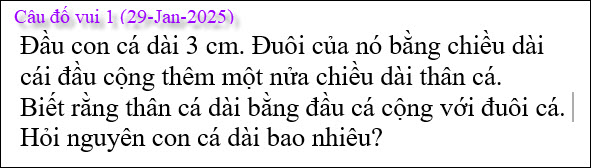 Câu đố vui 1 (29-Jan-2025)
Đầu con cá dài 3 cm. Đuôi của nó bằng chiều dài
cái đầu cộng thêm một nửa chiều dài thân cá.
Biết rằng thân cá dài bằng đầu cá cộng với đuôi cá.
Hỏi nguyên con cá dài bao nhiêu?